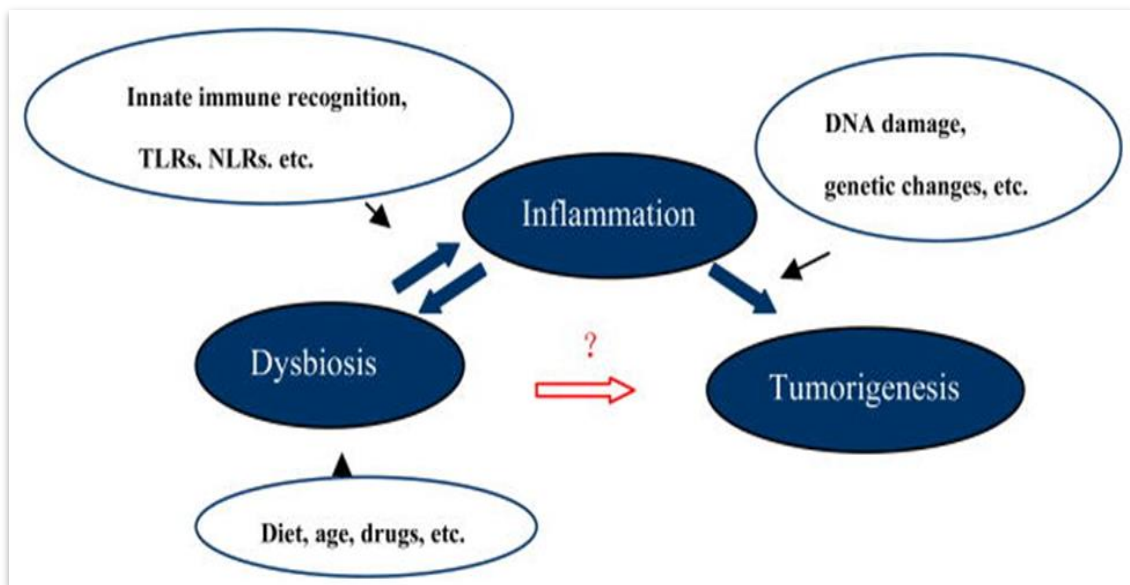 Innate immune recognition,
TLRs, NLRs, etc.
DNA damage,
genetic changes, etc.
Inflammation
Dysbiosis
?
Tumorigenesis
Diet, age, drugs, etc.